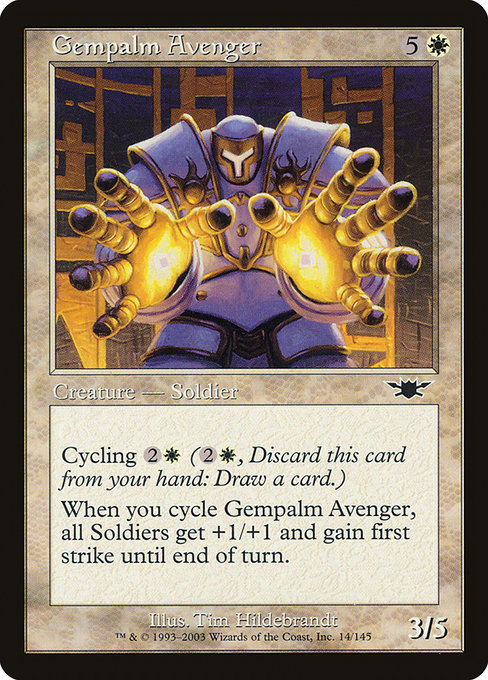 Gempalm Avenger 5
Creature — Soldier
Cycling 2 (2, Discard this card
from your hand: Draw a card.)
When you cycle Gempalm Avenger,
all Soldiers get +1/+1 and gain first
strike until end of turn.
Illus. Tim Hildebrandt
3/5
™ & © 1993–2003 Wizards of the Coast, Inc. 14/145